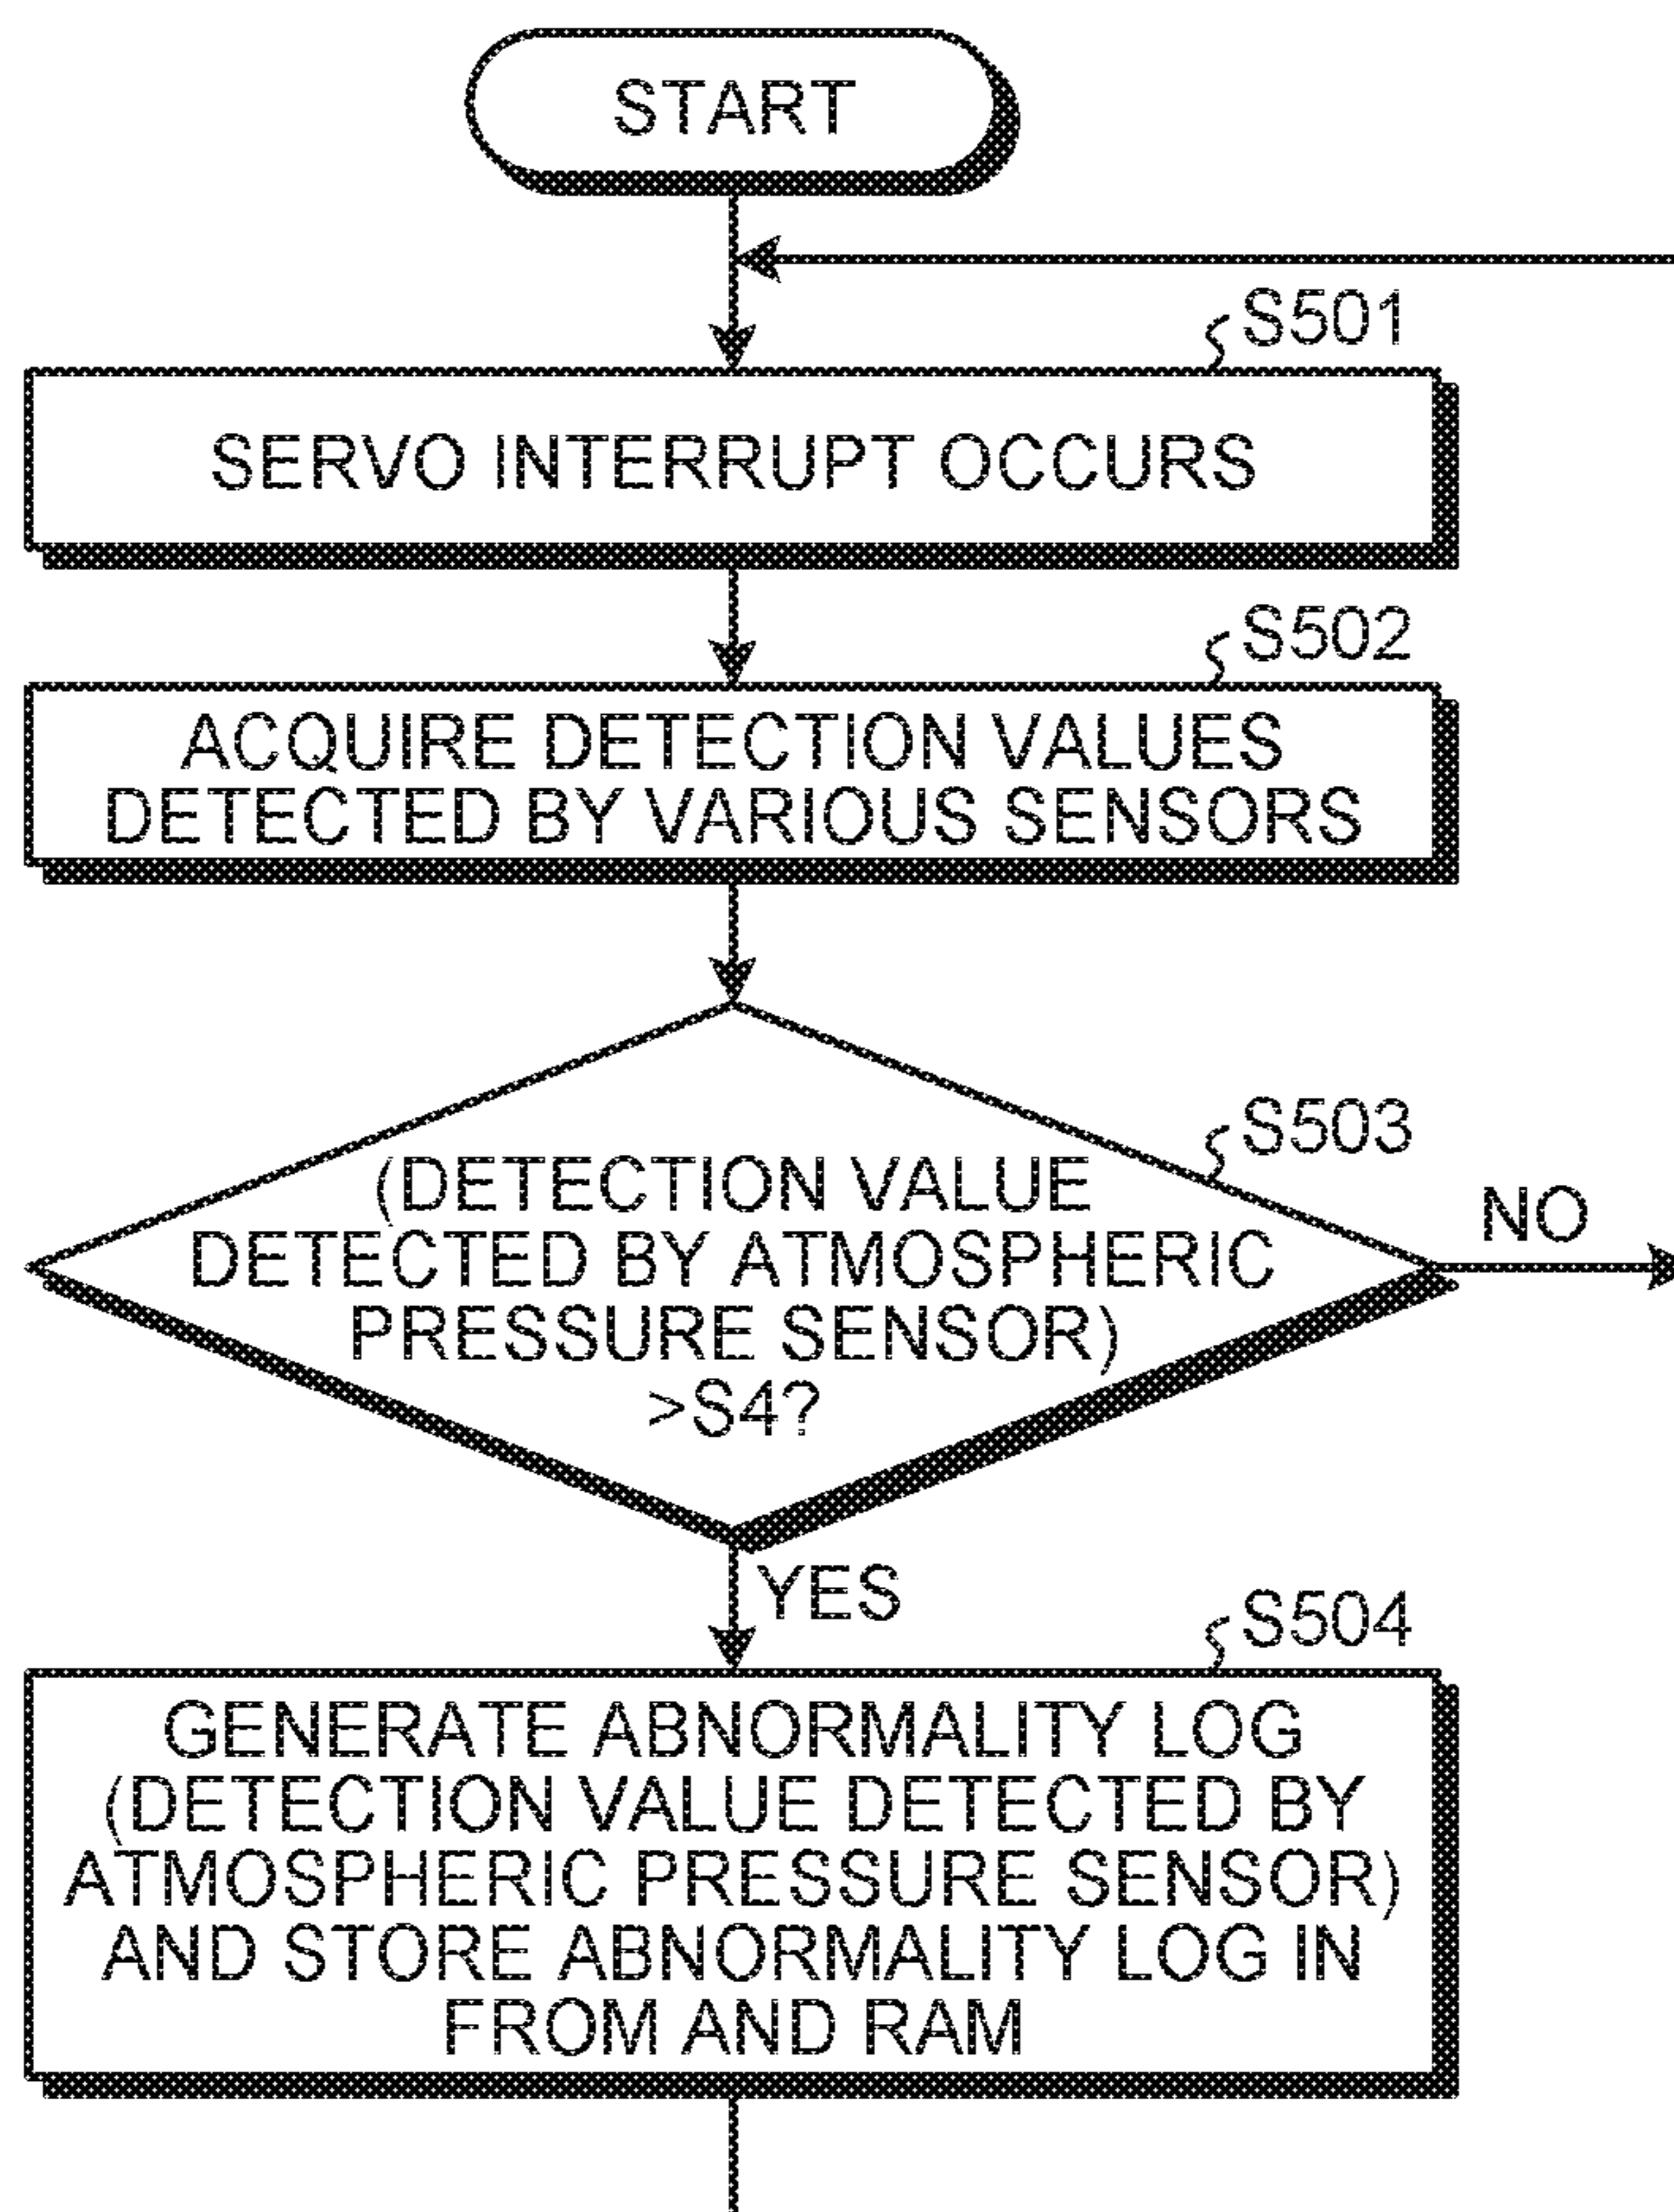 START
S501
SERVO INTERRUPT OCCURS
S502
ACQUIRE DETECTION VALUES
DETECTED BY VARIOUS SENSORS
S503
(DETECTION VALUE
DETECTED BY ATMOSPHERIC
PRESSURE SENSOR)
>S4?
NO
YES
S504
GENERATE ABNORMALITY LOG
(DETECTION VALUE DETECTED BY
ATMOSPHERIC PRESSURE SENSOR)
AND STORE ABNORMALITY LOG IN
FROM AND RAM